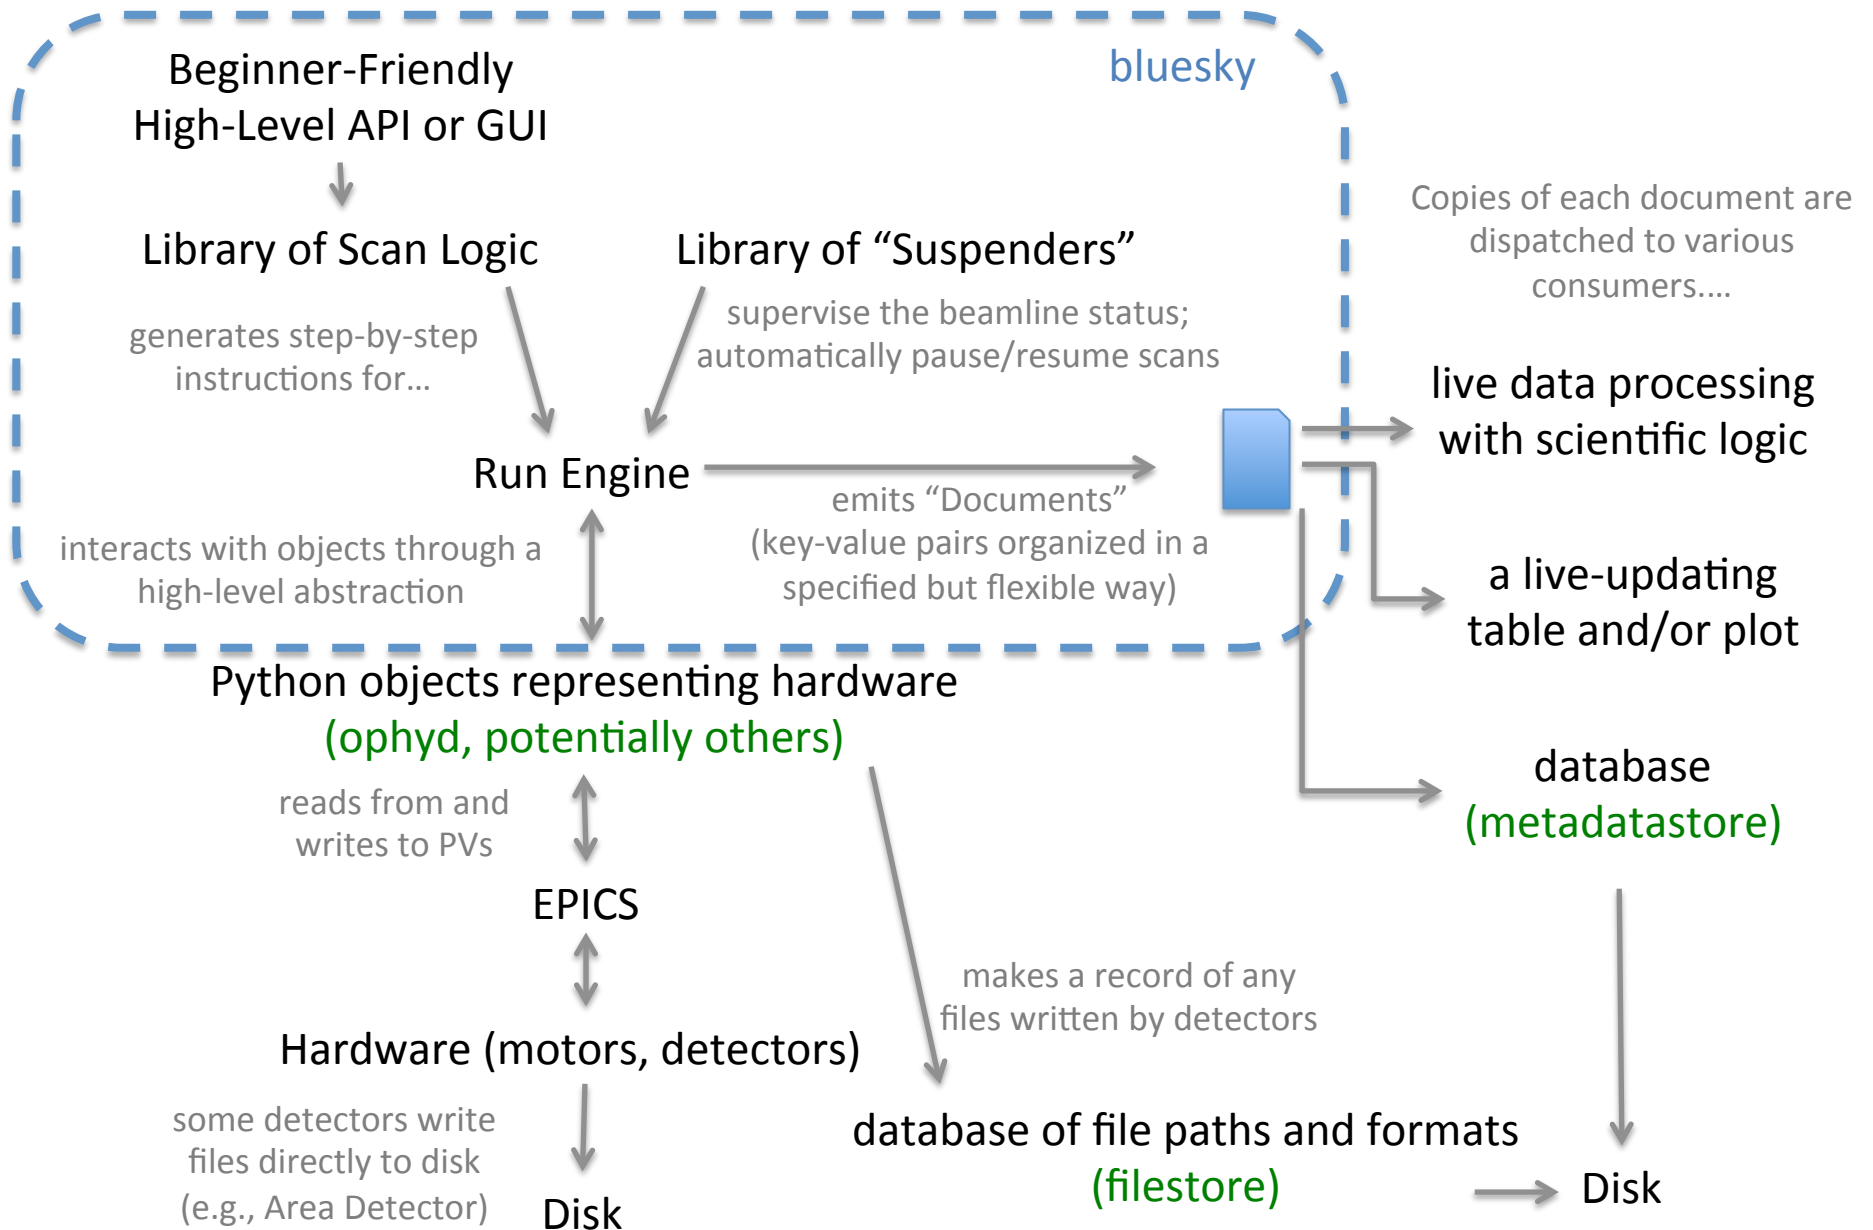 bluesky
Beginner-Friendly
High-Level API or GUI
Library of Scan Logic
Library of “Suspenders”
generates step-by-step
instructions for…
supervise the beamline status;
automatically pause/resume scans
Copies of each document are
dispatched to various
consumers.…
Run Engine
emits “Documents”
(key-value pairs organized in a
specified but flexible way)
interacts with objects through a
high-level abstraction
live data processing
with scientific logic
a live-updating
table and/or plot
database
(metadatastore)
Python objects representing hardware
(ophyd, potentially others)
reads from and
writes to PVs
EPICS
makes a record of any
files written by detectors
Hardware (motors, detectors)
some detectors write
files directly to disk
(e.g., Area Detector)
Disk
database of file paths and formats
(filestore)
Disk